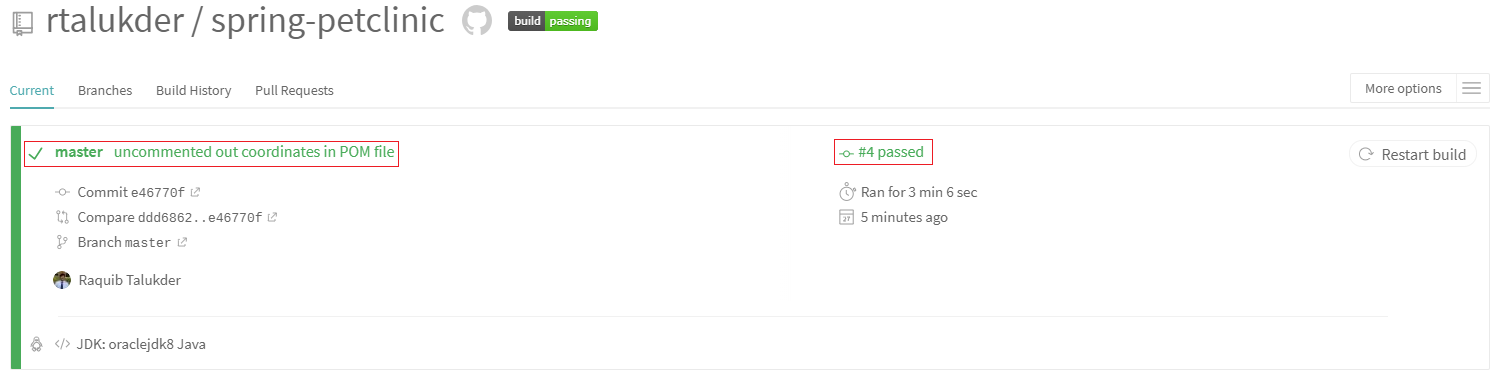 rtalukder / spring-petclinic build passing
Current Branches Build History Pull Requests More options
master uncommented out coordinates in POM file #4 passed Restart build
Commit e46770f Ran for 3 min 6 sec
Compare ddd6862..e46770f 5 minutes ago
Branch master
Raquib Talukder
JDK: oraclejdk8 Java